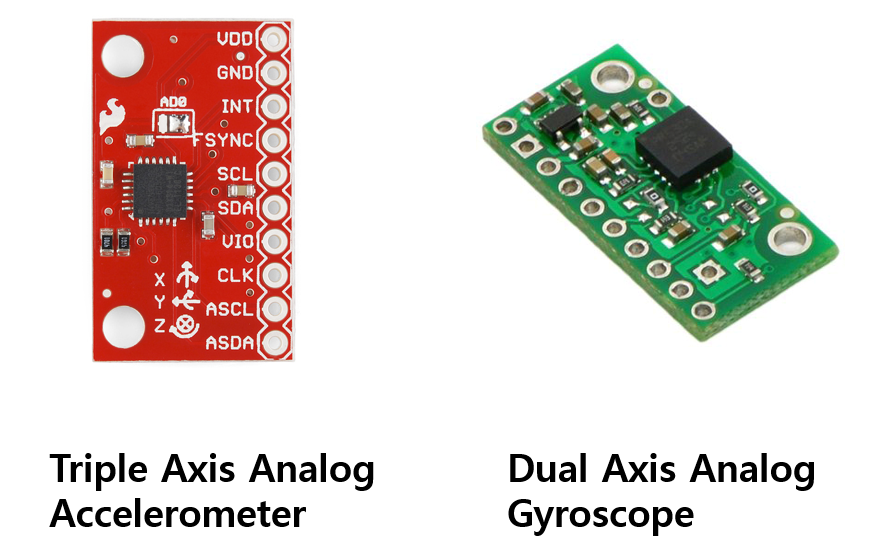 VDD
GND
AD0
INT
FSYNC
SCL
SDA
VIO
CLK
X
Y
ASCL
Z
ASDA
Triple Axis Analog
Accelerometer
Dual Axis Analog
Gyroscope